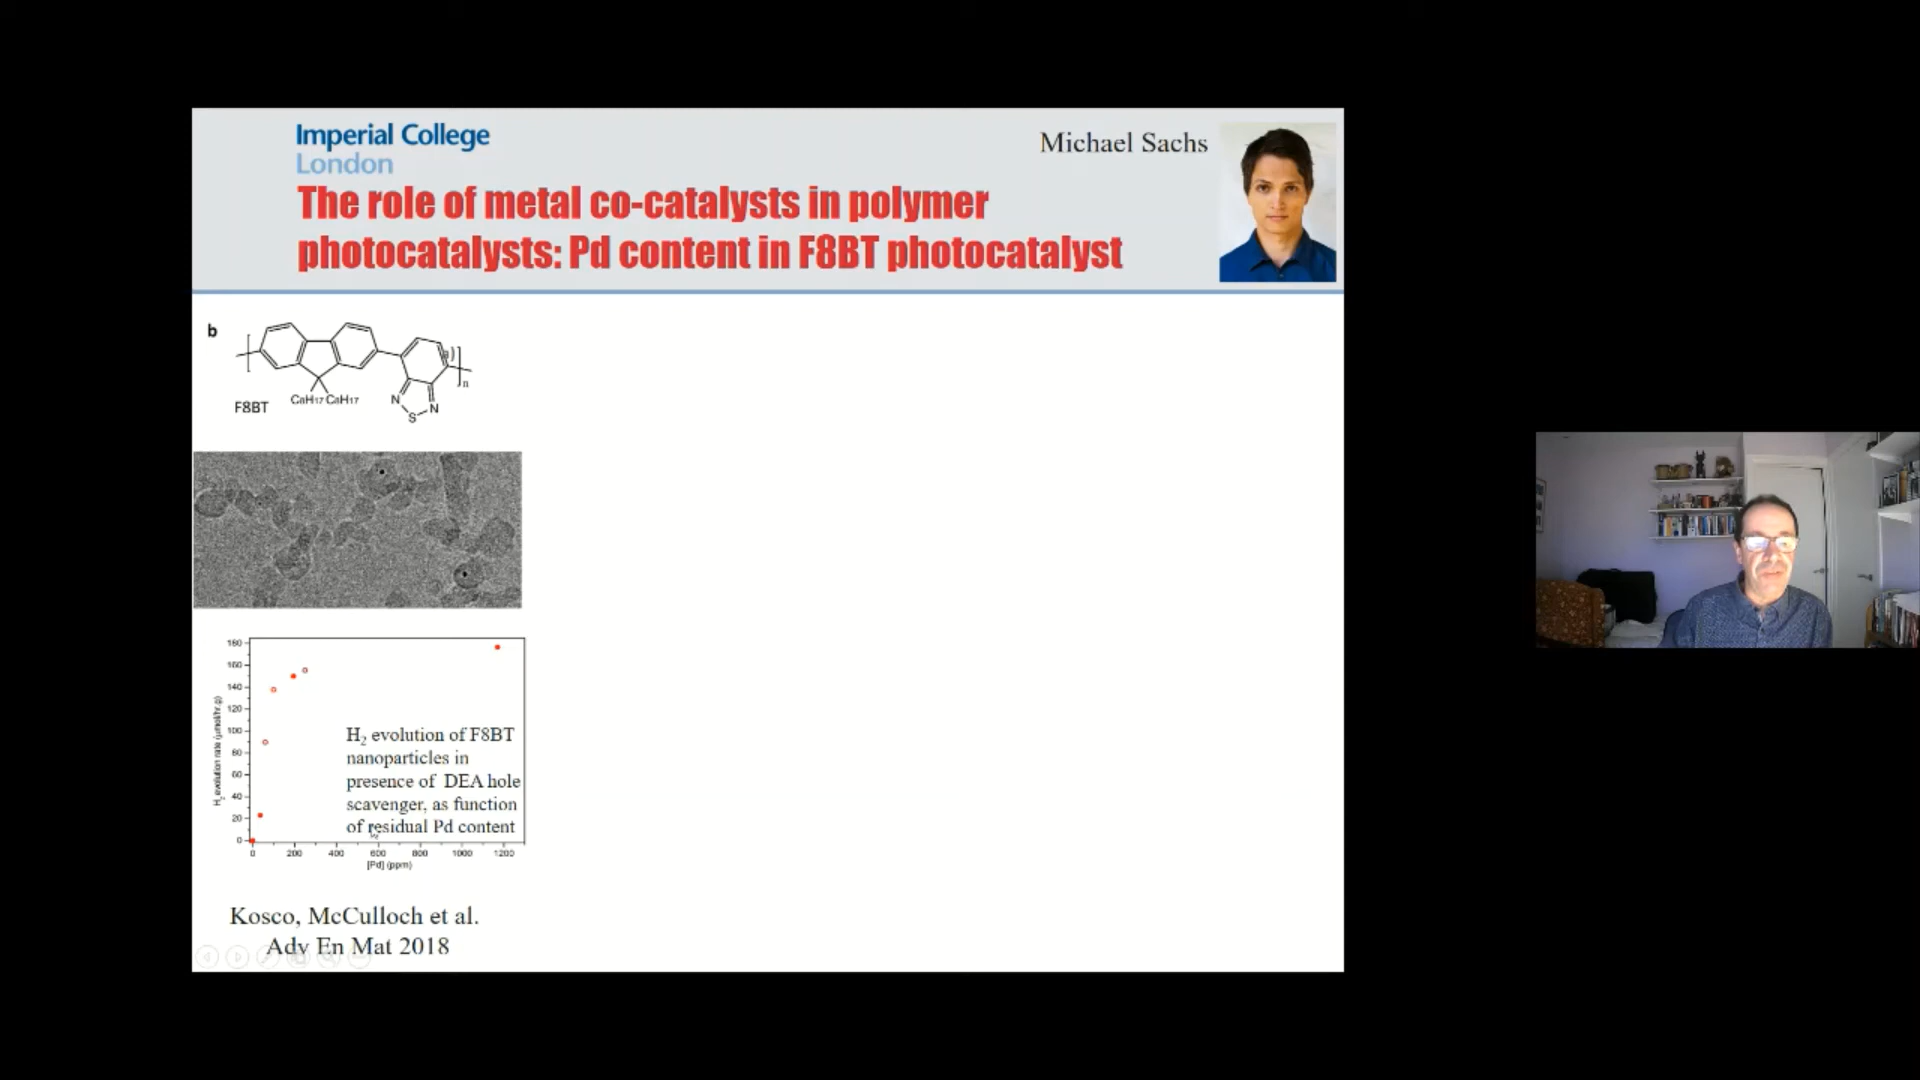 Imperial College
London
Michael Sachs
The role of metal co-catalysts in polymer
photocatalysts: Pd content in F8BT photocatalyst
b
n
F8BT
C8H17 C8H17
N
S
N
180
160
140
120
100
80
60
40
20
0
H2 evolution rate (µmol/hr.g)
H2 evolution of F8BT
nanoparticles in
presence of DEA hole
scavenger, as function
of residual Pd content
0 200 400 600 800 1000 1200
[Pd] (ppm)
Kosco, McCulloch et al.
Adv En Mat 2018